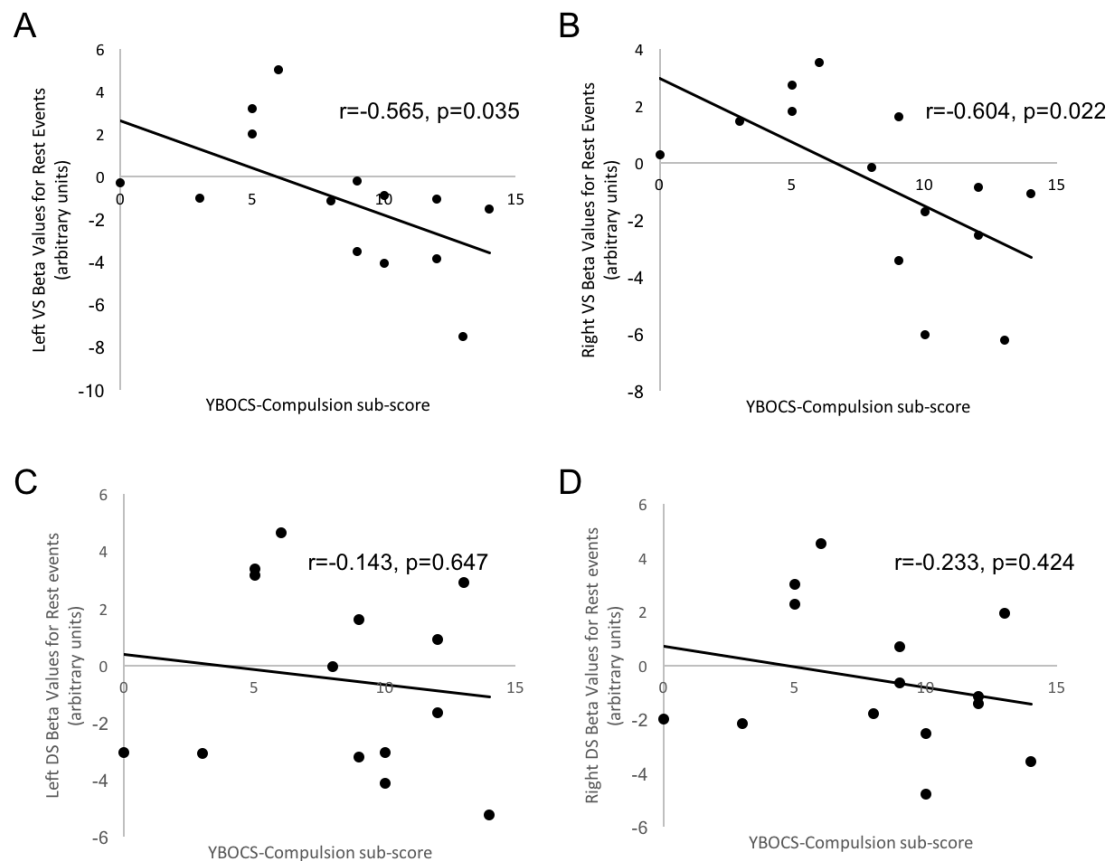 A
B
6
4
2
0
-2
-4
-6
-8
-10
0
5
10
15
r=-0.565, p=0.035
Left VS Beta Values for Rest Events
(arbitrary units)
YBOCS-Compulsion sub-score
4
2
0
-2
-4
-6
-8
0
5
10
15
r=-0.604, p=0.022
Right VS Beta Values for Rest Events
(arbitrary units)
YBOCS-Compulsion sub-score
C
D
6
4
2
0
-2
-4
-6
0
5
10
15
r=-0.143, p=0.647
Left DS Beta Values for Rest events
(arbitrary units)
YBOCS-Compulsion sub-score
6
4
2
0
-2
-4
-6
0
5
10
15
r=-0.233, p=0.424
Right DS Beta Values for Rest events
(arbitrary units)
YBOCS-Compulsion sub-score